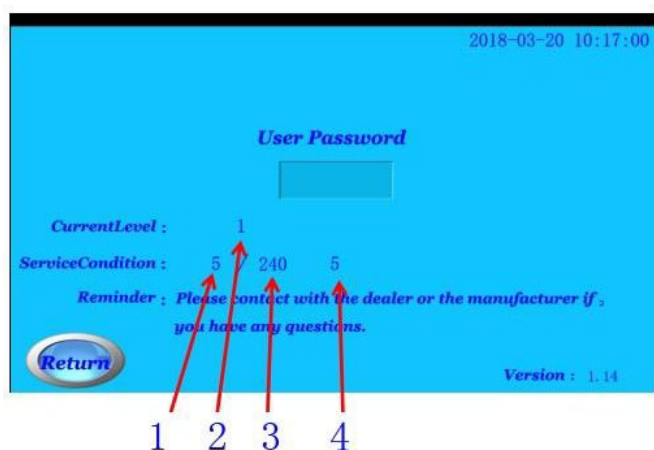 2018-03-20 10:17:00
User Password
CurrentLevel : 1
ServiceCondition : 5 / 240 5
Reminder : Please contact with the dealer or the manufacturer if 。
you have any questions.
Return
Version : 1.14
1 2 3 4